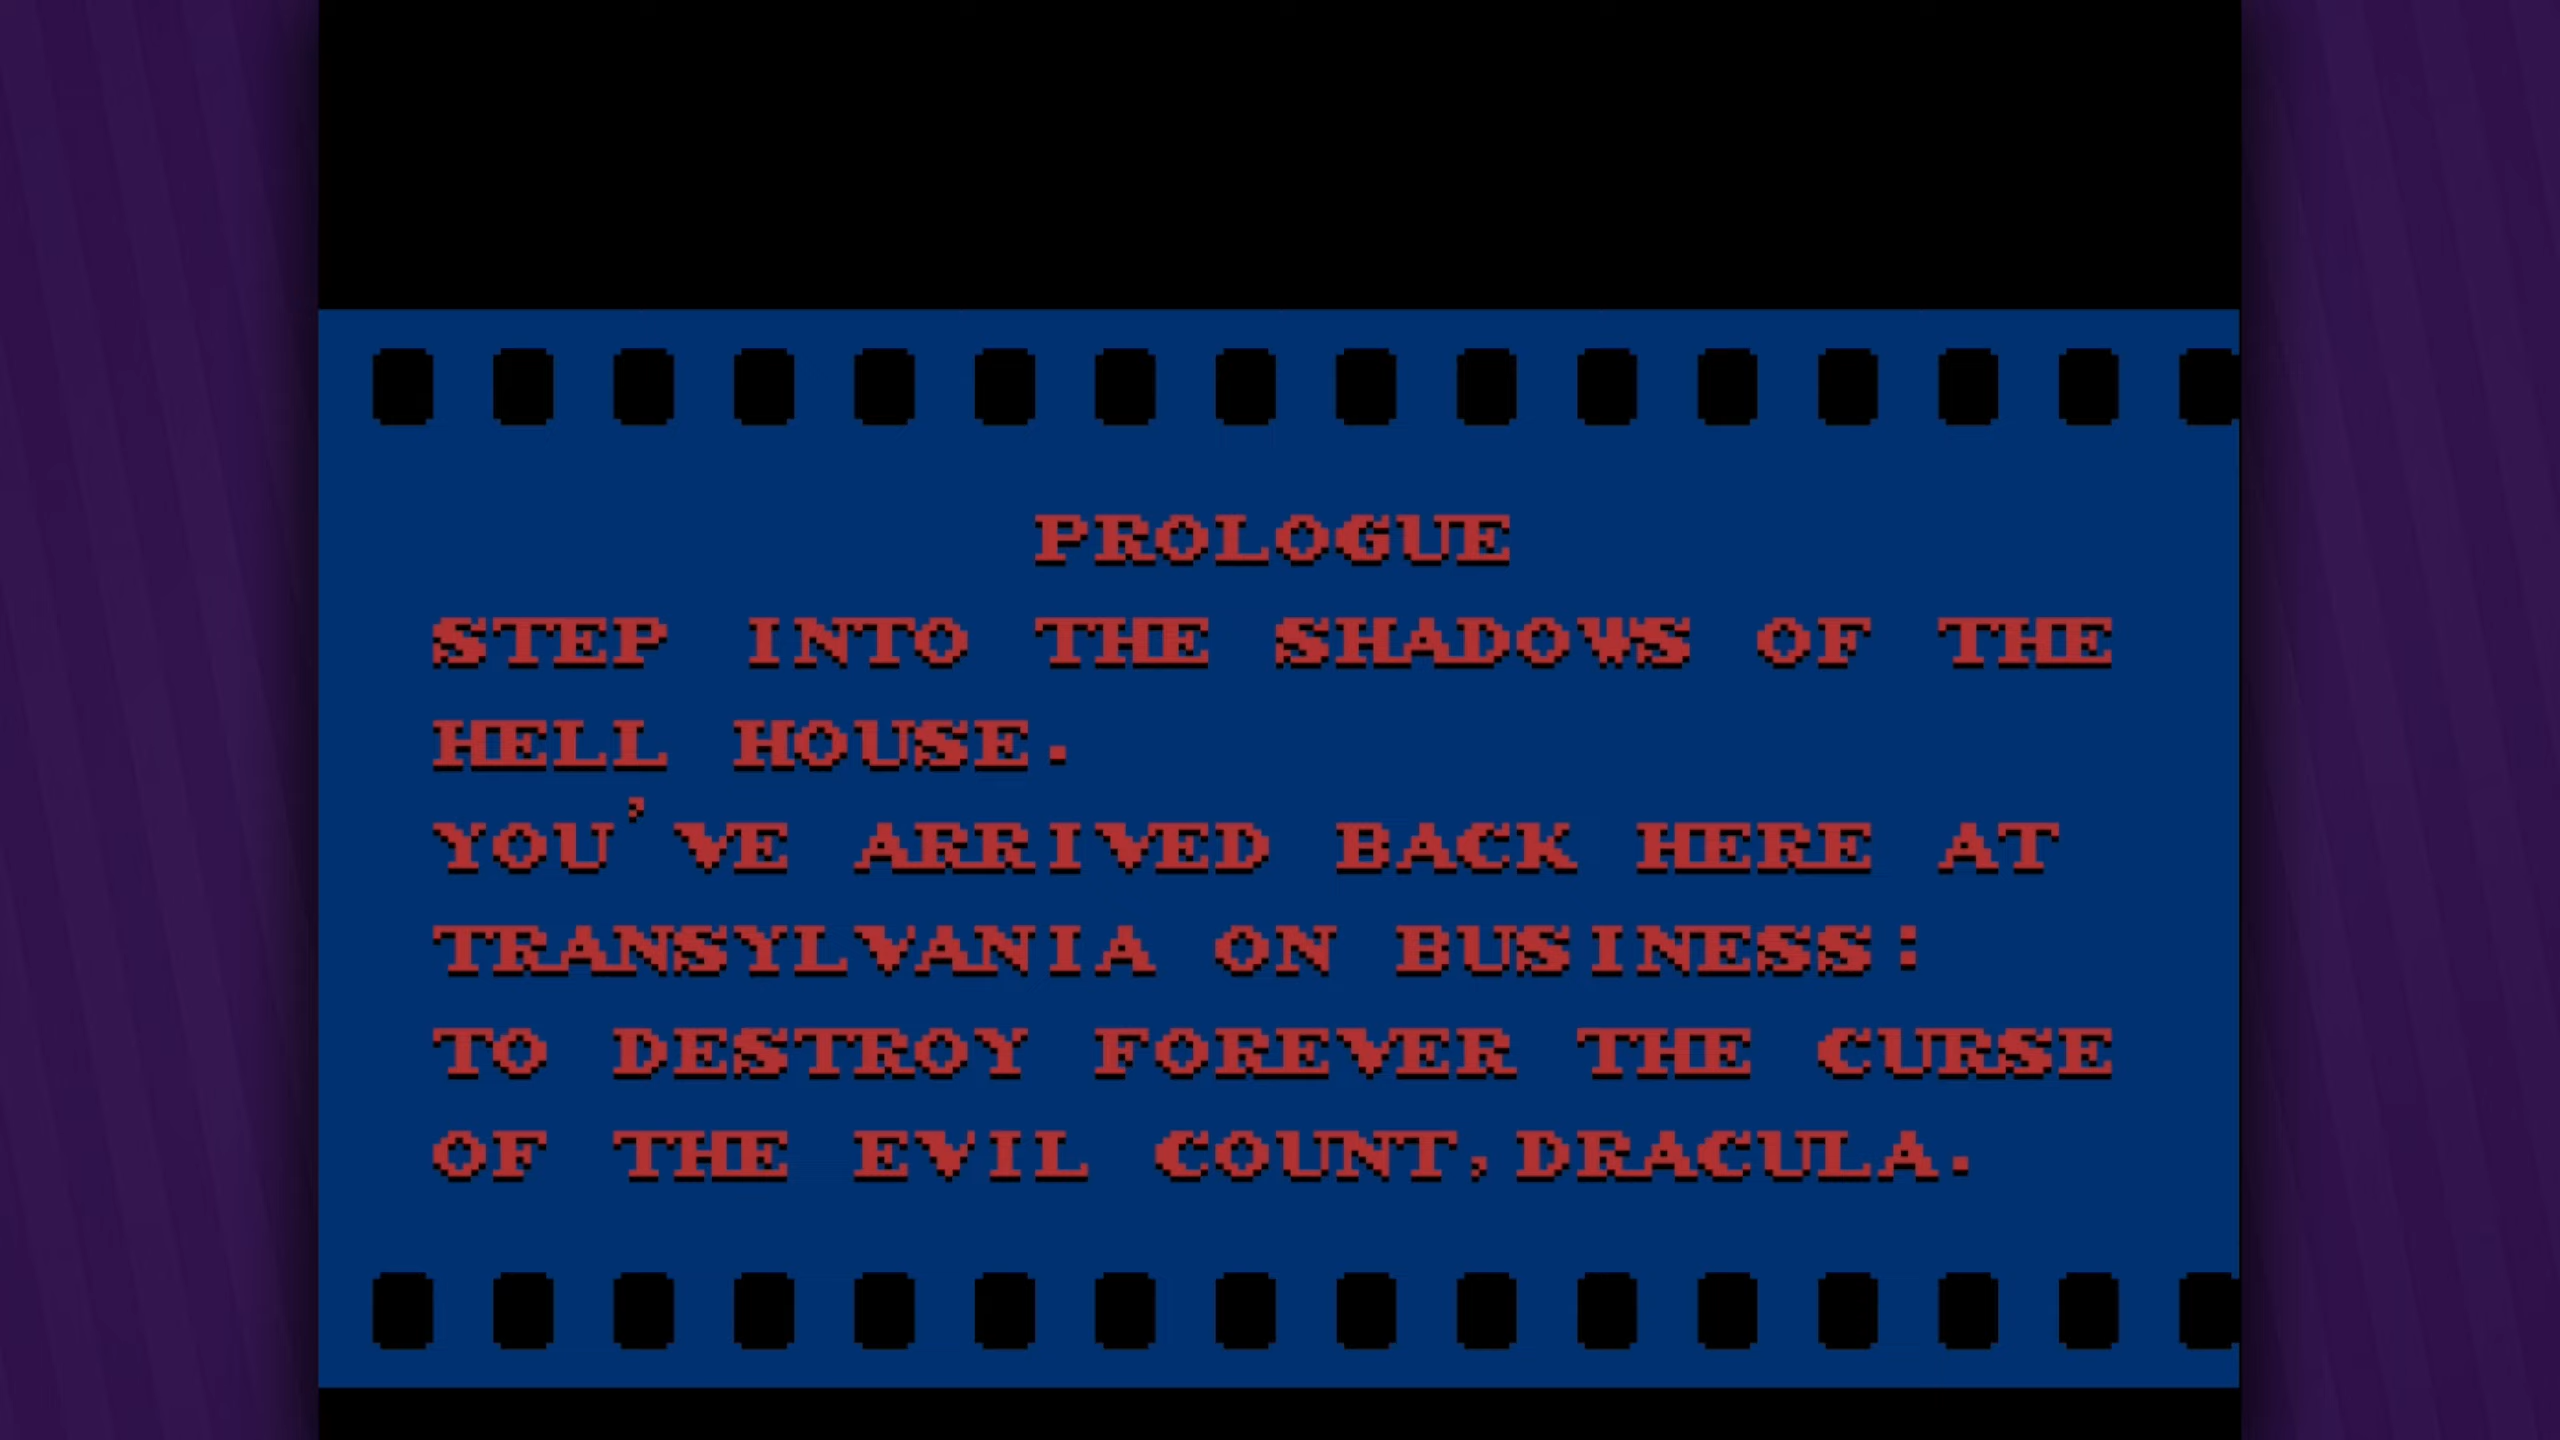 PROLOGUE
STEP INTO THE SHADOWS OF THE
HELL HOUSE.
YOU'VE ARRIVED BACK HERE AT
TRANSYLVANIA ON BUSINESS:
TO DESTROY FOREVER THE CURSE
OF THE EVIL COUNT,DRACULA.